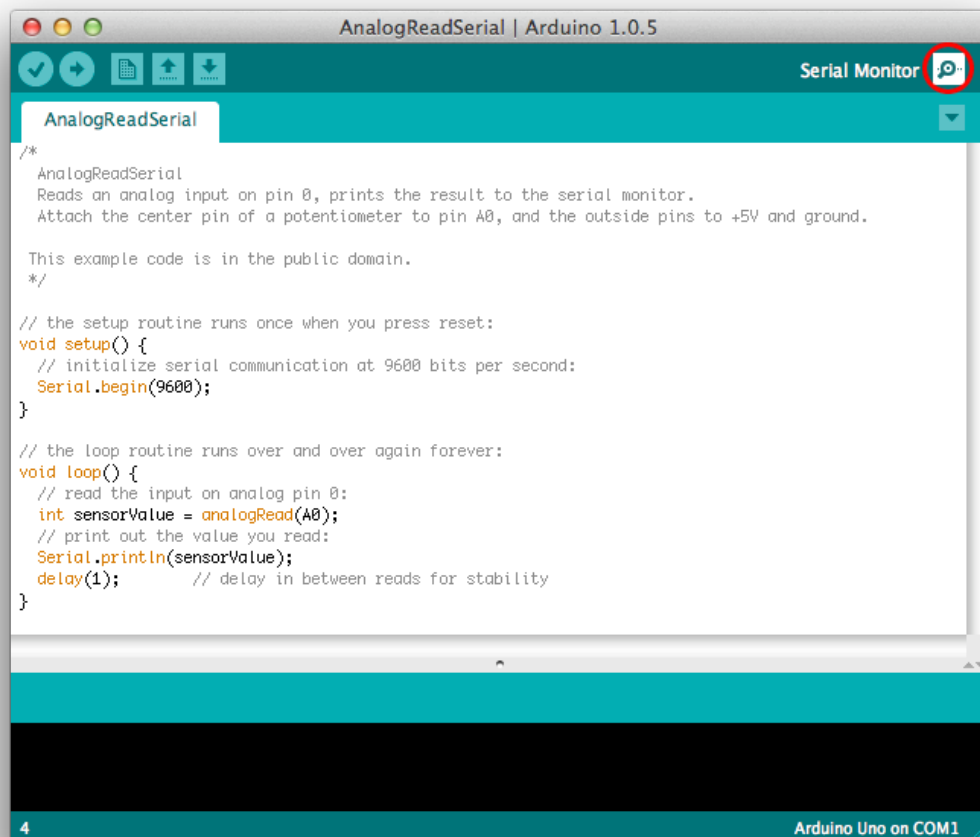 AnalogReadSerial | Arduino 1.0.5
Serial Monitor
AnalogReadSerial
/*
  AnalogReadSerial
  Reads an analog input on pin 0, prints the result to the serial monitor.
  Attach the center pin of a potentiometer to pin A0, and the outside pins to +5V and ground.

 This example code is in the public domain.
 */

// the setup routine runs once when you press reset:
void setup() {
  // initialize serial communication at 9600 bits per second:
  Serial.begin(9600);
}

// the loop routine runs over and over again forever:
void loop() {
  // read the input on analog pin 0:
  int sensorValue = analogRead(A0);
  // print out the value you read:
  Serial.println(sensorValue);
  delay(1);        // delay in between reads for stability
}
4
Arduino Uno on COM1